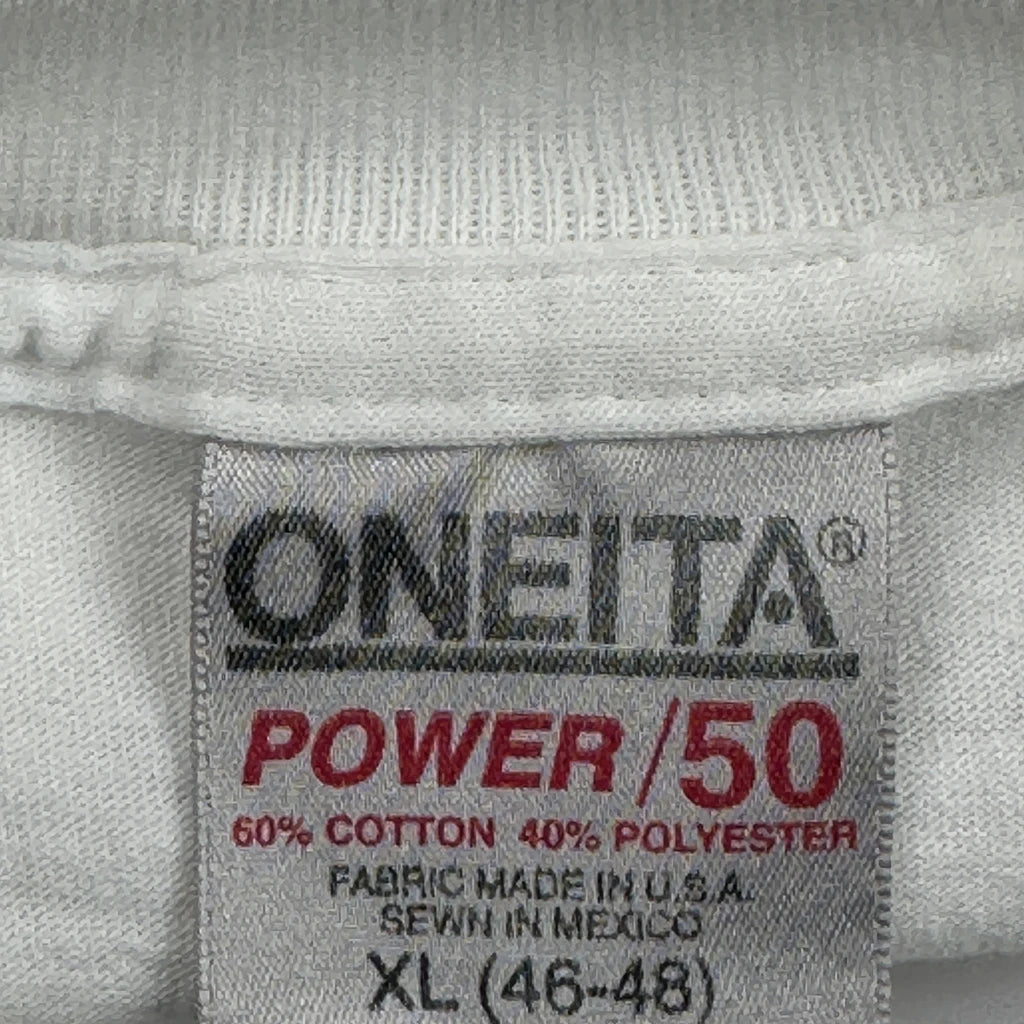 ONEITA®
POWER/50
60% COTTON 40% POLYESTER
FABRIC MADE IN U.S.A.
SEWN IN MEXICO
XL (46-48)